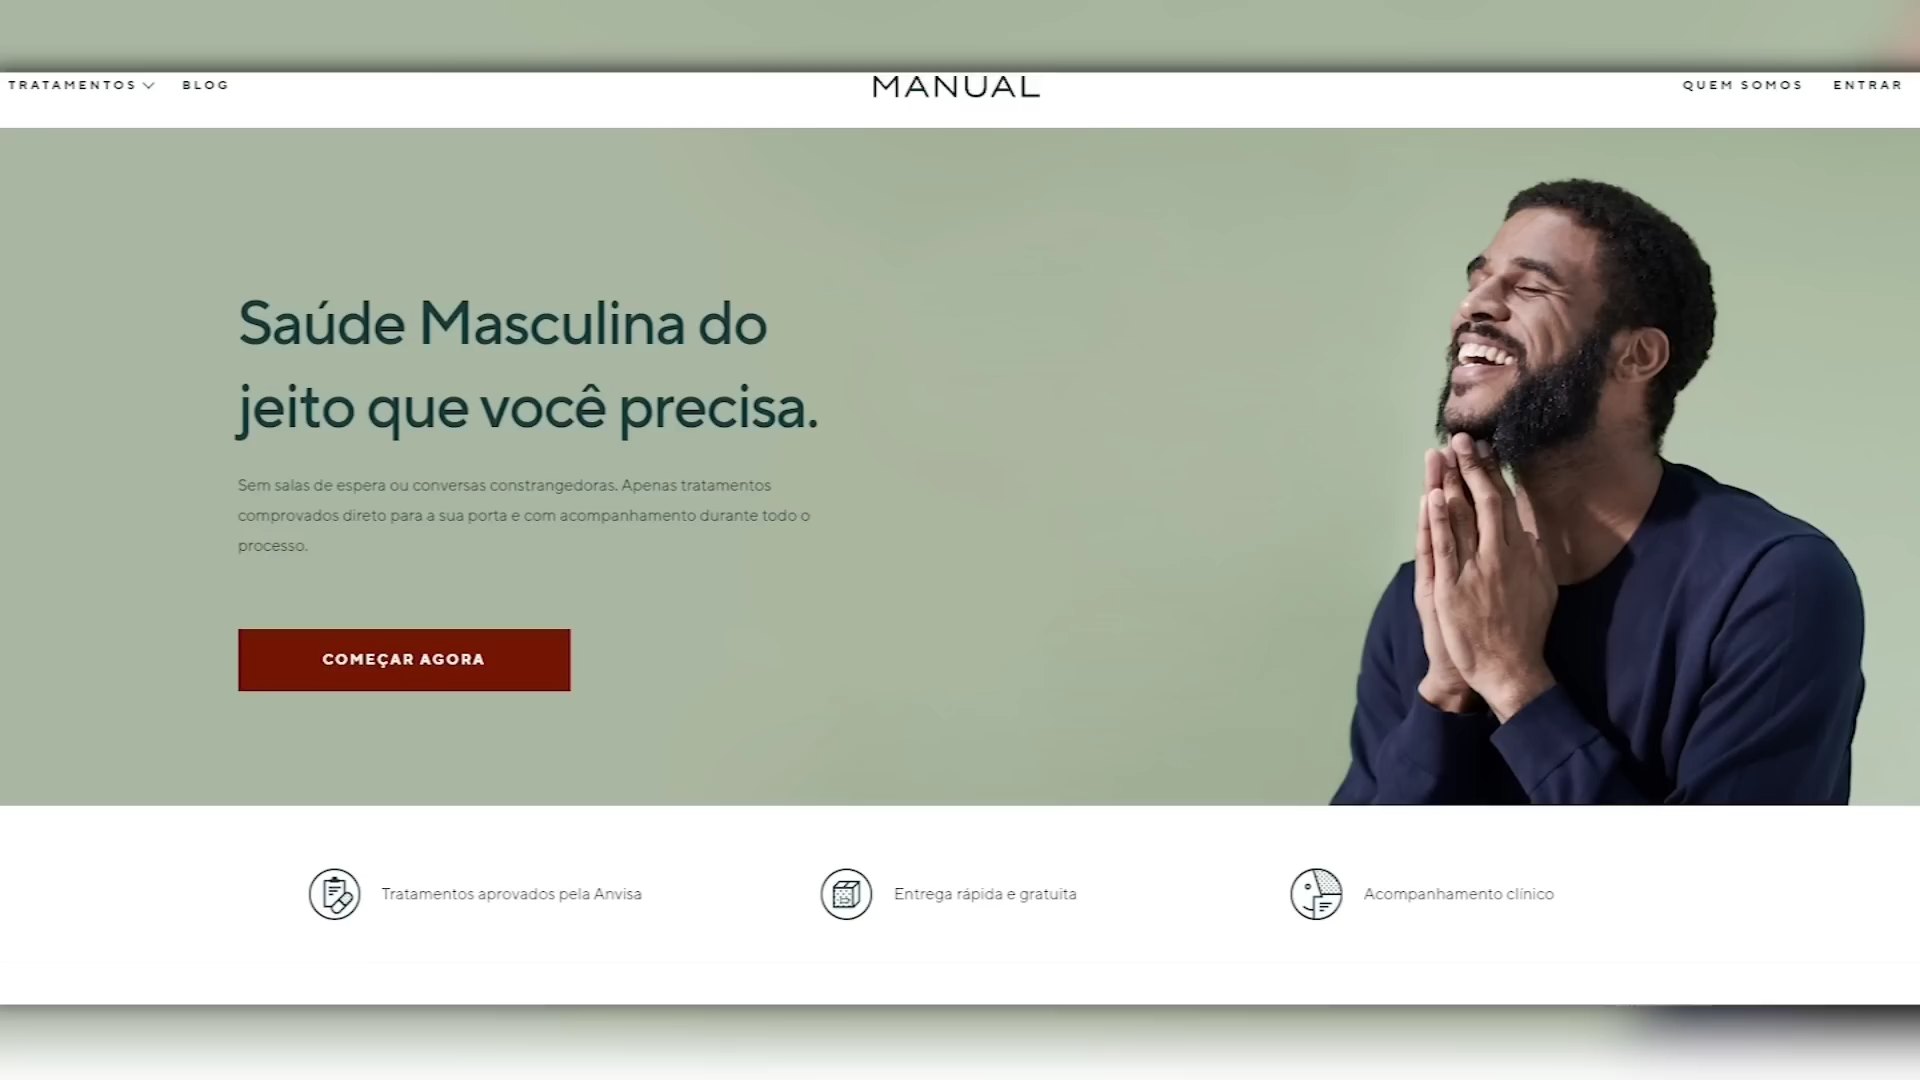 TRATAMENTOS BLOG MANUAL QUEM SOMOS ENTRAR
Saúde Masculina do
jeito que você precisa.
Sem salas de espera ou conversas constrangedoras. Apenas tratamentos
comprovados direto para a sua porta e com acompanhamento durante todo o
processo.
COMEÇAR AGORA
Tratamentos aprovados pela Anvisa
Entrega rápida e gratuita
Acompanhamento clínico